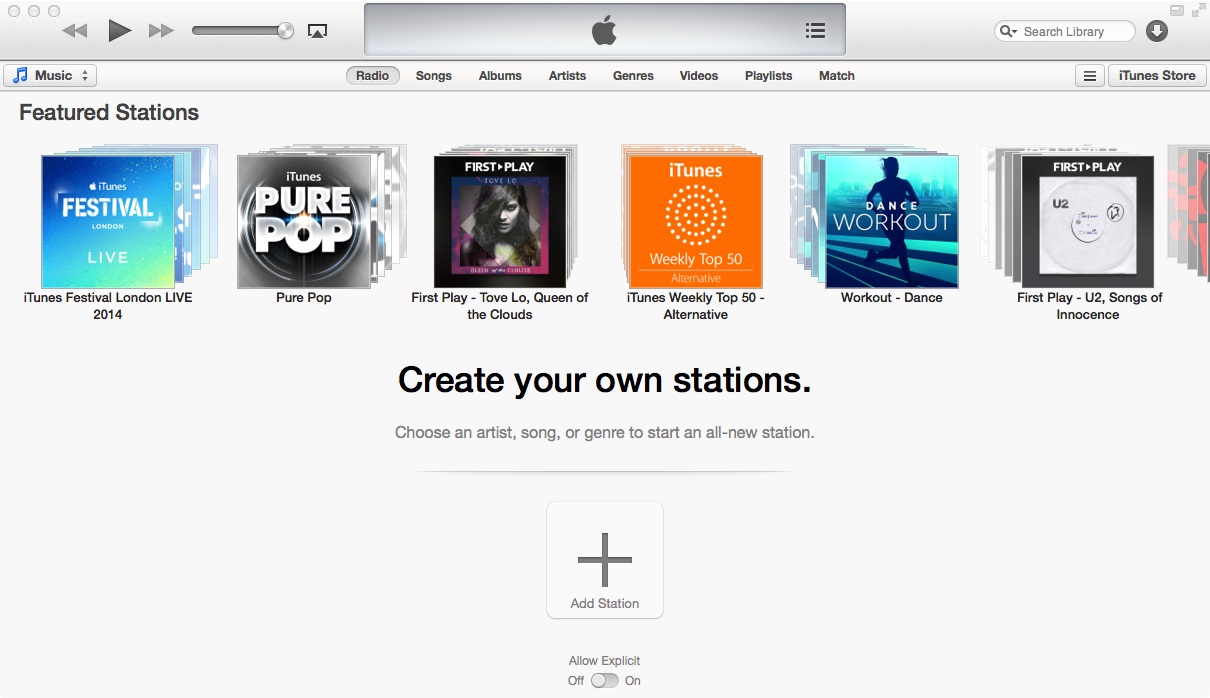 Search Library
Music
Radio
Songs
Albums
Artists
Genres
Videos
Playlists
Match
iTunes Store
Featured Stations
iTunes
FESTIVAL
LONDON
LIVE
iTunes Festival London LIVE
2014
iTunes
PURE
POP
Pure Pop
FIRST PLAY
TOVE LO
QUEEN of the CLOUDS
First Play - Tove Lo, Queen of
the Clouds
iTunes
Weekly Top 50
Alternative
iTunes Weekly Top 50 -
Alternative
DANCE
WORKOUT
Workout - Dance
FIRST PLAY
U2
First Play - U2, Songs of
Innocence
Create your own stations.
Choose an artist, song, or genre to start an all-new station.
Add Station
Allow Explicit
Off
On